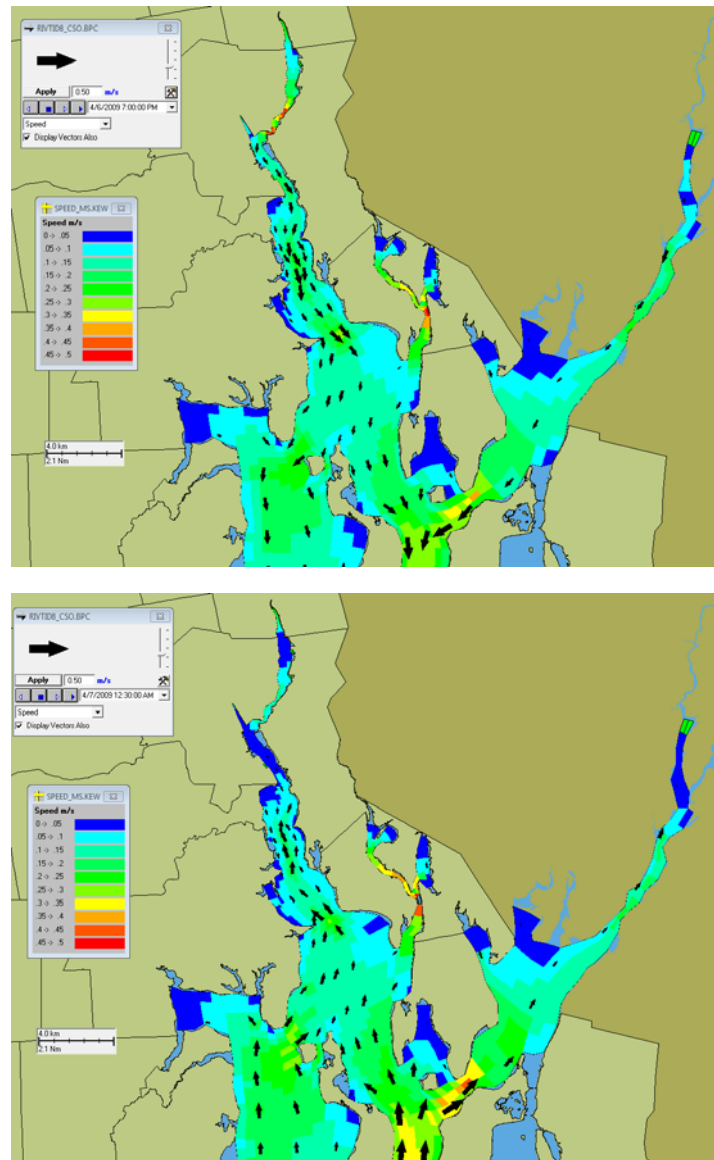 RIVTID8_CSO.BPC
Apply 0.50 m/s
4/6/2009 7:00:00 PM
Speed
Display Vectors Also
SPEED_MS.KEW
Speed m/s
0 -> .05
.05 -> .1
.1 -> .15
.15 -> .2
.2 -> .25
.25 -> .3
.3 -> .35
.35 -> .4
.4 -> .45
.45 -> .5
4.0 km
2.1 Nm
RIVTID8_CSO.BPC
Apply 0.50 m/s
4/7/2009 12:30:00 AM
Speed
Display Vectors Also
SPEED_MS.KEW
Speed m/s
0 -> .05
.05 -> .1
.1 -> .15
.15 -> .2
.2 -> .25
.25 -> .3
.3 -> .35
.35 -> .4
.4 -> .45
.45 -> .5
4.0 km
2.1 Nm